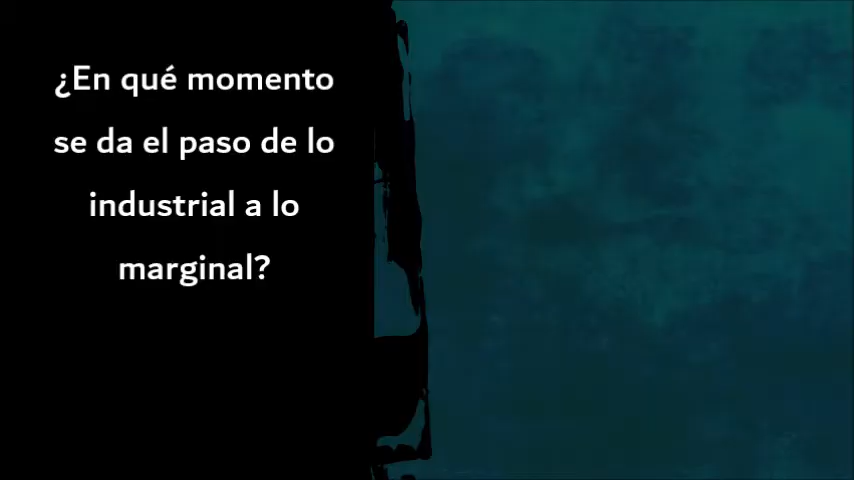 ¿En qué momento
se da el paso de lo
industrial a lo
marginal?